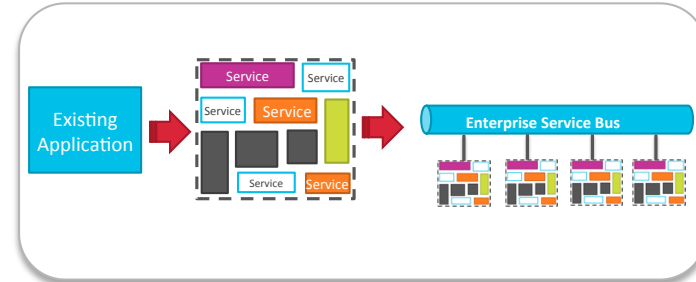 Existing
Application
Service
Service
Service
Service
Service
Service
Enterprise Service Bus